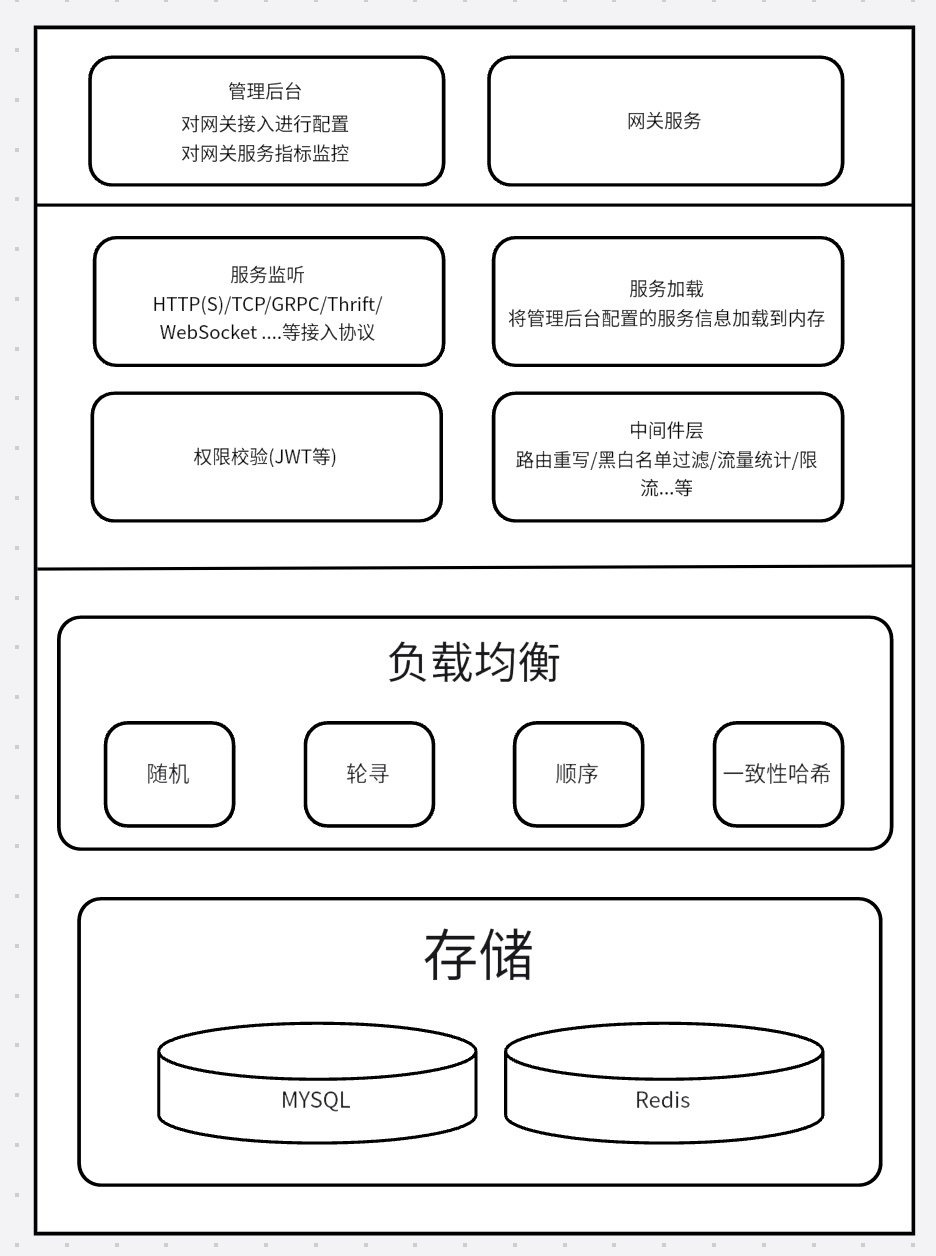 管理后台
对网关接入进行配置
对网关服务指标监控
网关服务
服务监听
HTTP(S)/TCP/GRPC/Thrift/
WebSocket ....等接入协议
服务加载
将管理后台配置的服务信息加载到内存
权限校验(JWT等)
中间件层
路由重写/黑白名单过滤/流量统计/限
流...等
负载均衡
随机
轮寻
顺序
一致性哈希
存储
MYSQL
Redis